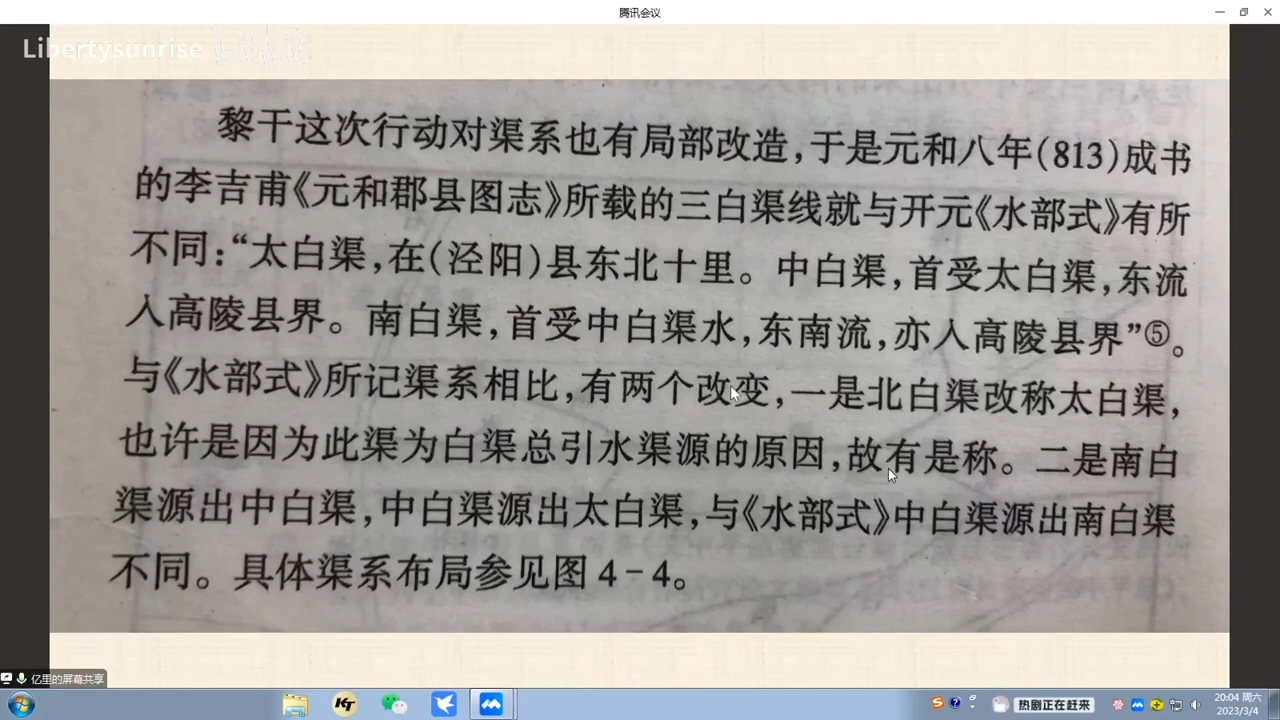 腾讯会议
Libertysunrise
黎干这次行动对渠系也有局部改造，于是元和八年(813)成书
的李吉甫《元和郡县图志》所载的三白渠线就与开元《水部式》有所
不同：“太白渠，在(泾阳)县东北十里。中白渠，首受太白渠，东流
入高陵县界。南白渠，首受中白渠水，东南流，亦入高陵县界”⑤。
与《水部式》所记渠系相比，有两个改变，一是北白渠改称太白渠，
也许是因为此渠为白渠总引水渠源的原因，故有是称。二是南白
渠源出中白渠，中白渠源出太白渠，与《水部式》中白渠源出南白渠
不同。具体渠系布局参见图4-4。
亿里的屏幕共享
KT
热剧正在赶来
20:04 周六
2023/3/4